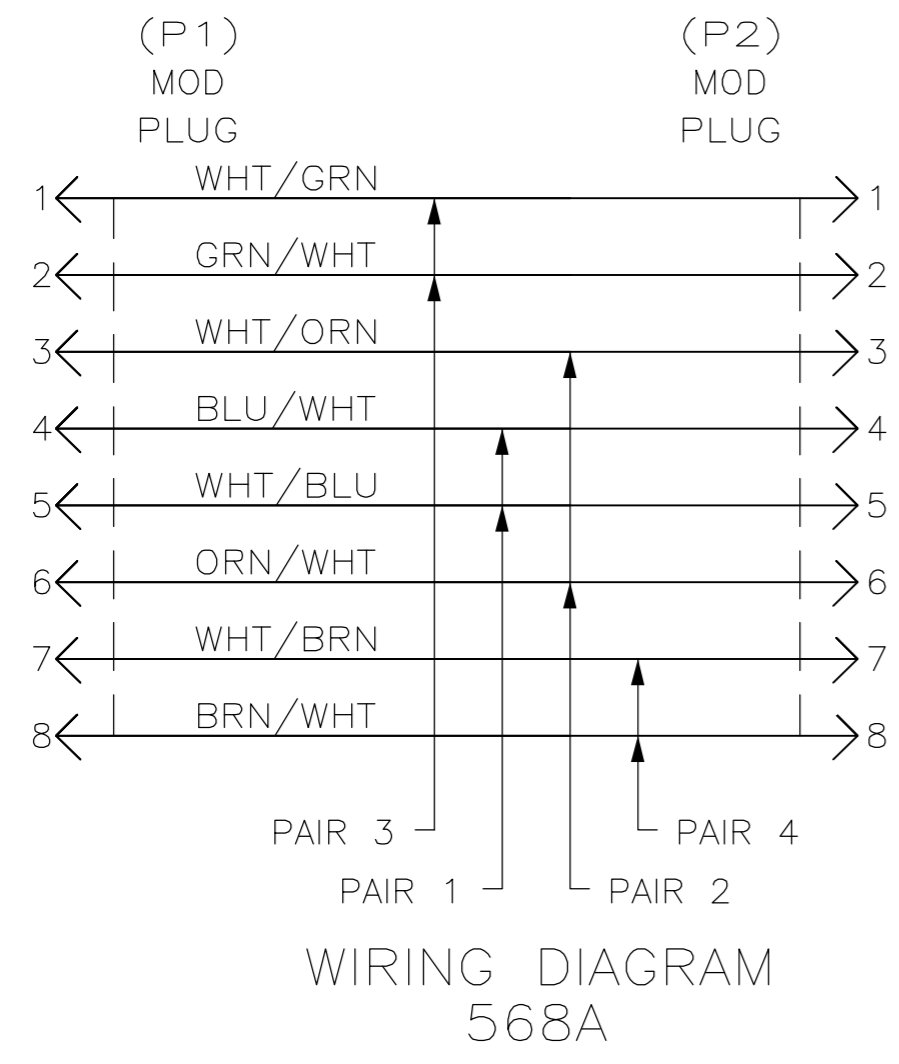 (P1) (P2)
MOD MOD
PLUG PLUG
1 WHT/GRN 1
2 GRN/WHT 2
3 WHT/ORN 3
4 BLU/WHT 4
5 WHT/BLU 5
6 ORN/WHT 6
7 WHT/BRN 7
8 BRN/WHT 8
PAIR 3 PAIR 4
PAIR 1 PAIR 2
WIRING DIAGRAM
568A